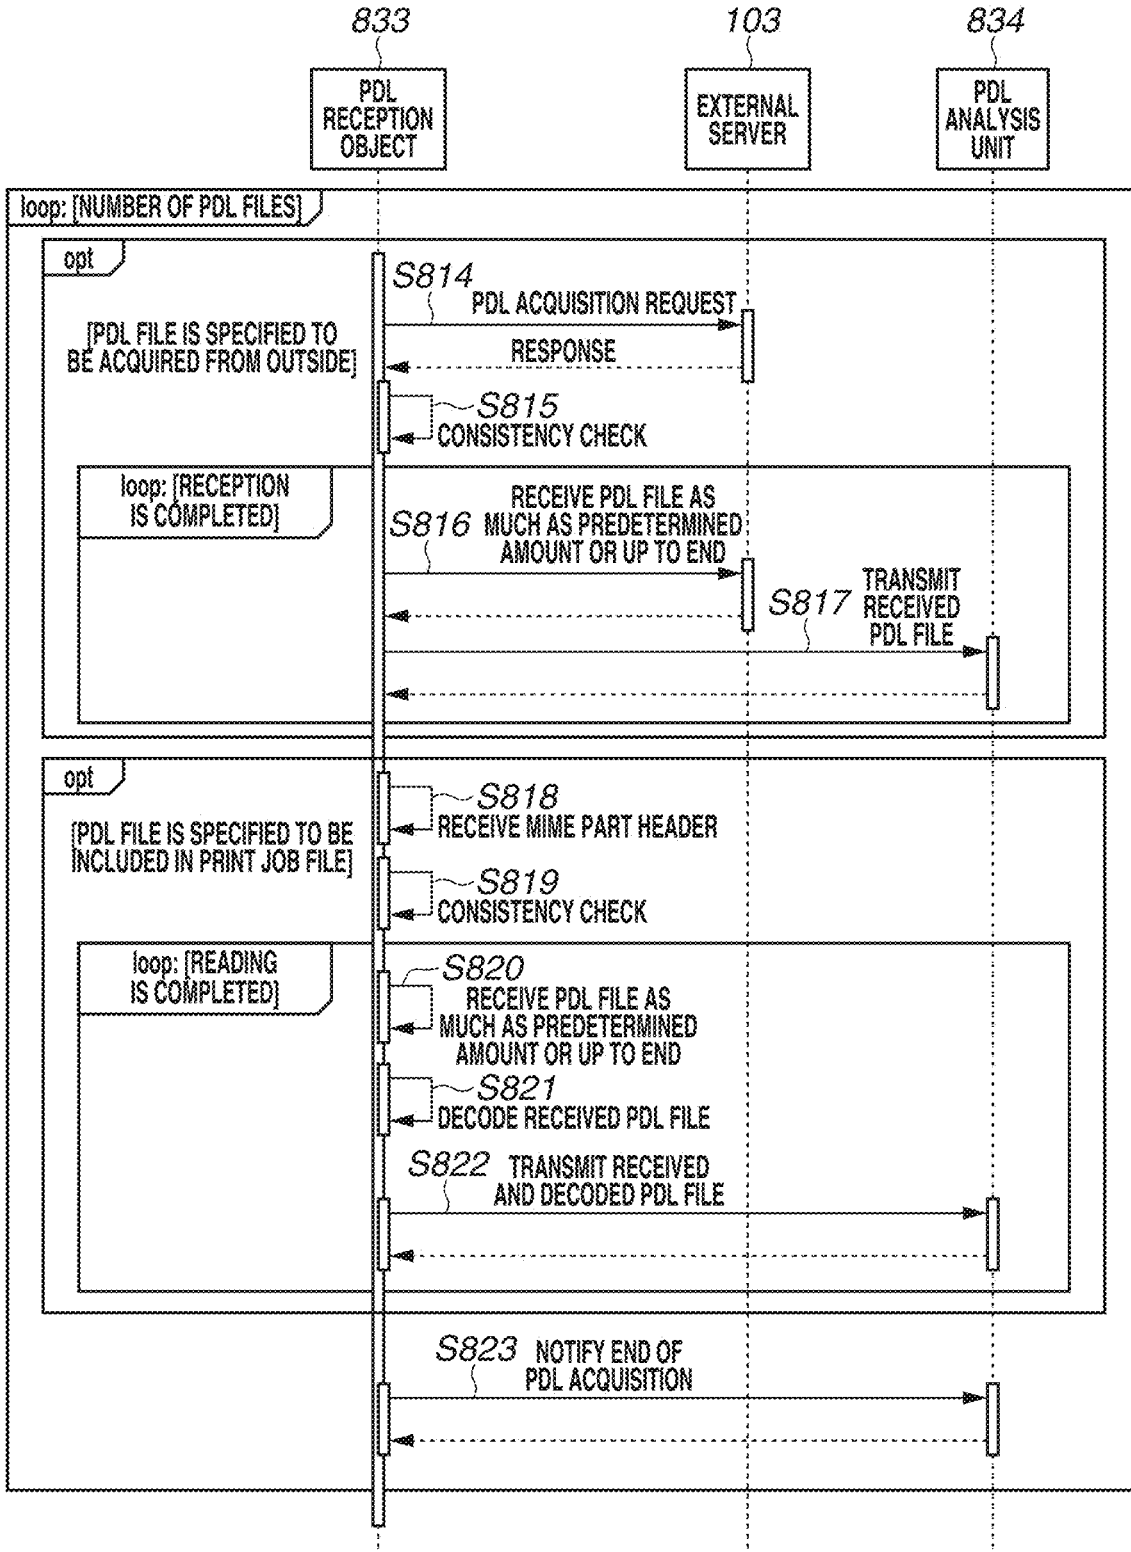 833
103
834
PDL
RECEPTION
OBJECT
EXTERNAL
SERVER
PDL
ANALYSIS
UNIT
loop: [NUMBER OF PDL FILES]
opt
S814
PDL ACQUISITION REQUEST
[PDL FILE IS SPECIFIED TO
BE ACQUIRED FROM OUTSIDE]
RESPONSE
S815
CONSISTENCY CHECK
loop: [RECEPTION
IS COMPLETED]
S816
RECEIVE PDL FILE AS
MUCH AS PREDETERMINED
AMOUNT OR UP TO END
S817
TRANSMIT
RECEIVED
PDL FILE
opt
S818
RECEIVE MIME PART HEADER
[PDL FILE IS SPECIFIED TO BE
INCLUDED IN PRINT JOB FILE]
S819
CONSISTENCY CHECK
loop: [READING
IS COMPLETED]
S820
RECEIVE PDL FILE AS
MUCH AS PREDETERMINED
AMOUNT OR UP TO END
S821
DECODE RECEIVED PDL FILE
S822
TRANSMIT RECEIVED
AND DECODED PDL FILE
S823
NOTIFY END OF
PDL ACQUISITION